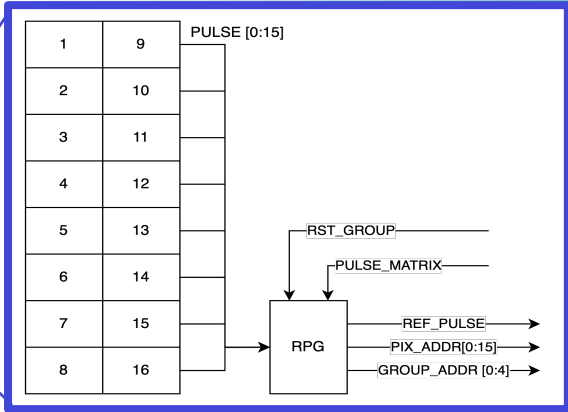 PULSE [0:15]
1 9
2 10
3 11
4 12
5 13
6 14
7 15
8 16
RST_GROUP
PULSE_MATRIX
RPG
REF_PULSE
PIX_ADDR[0:15]
GROUP_ADDR [0:4]